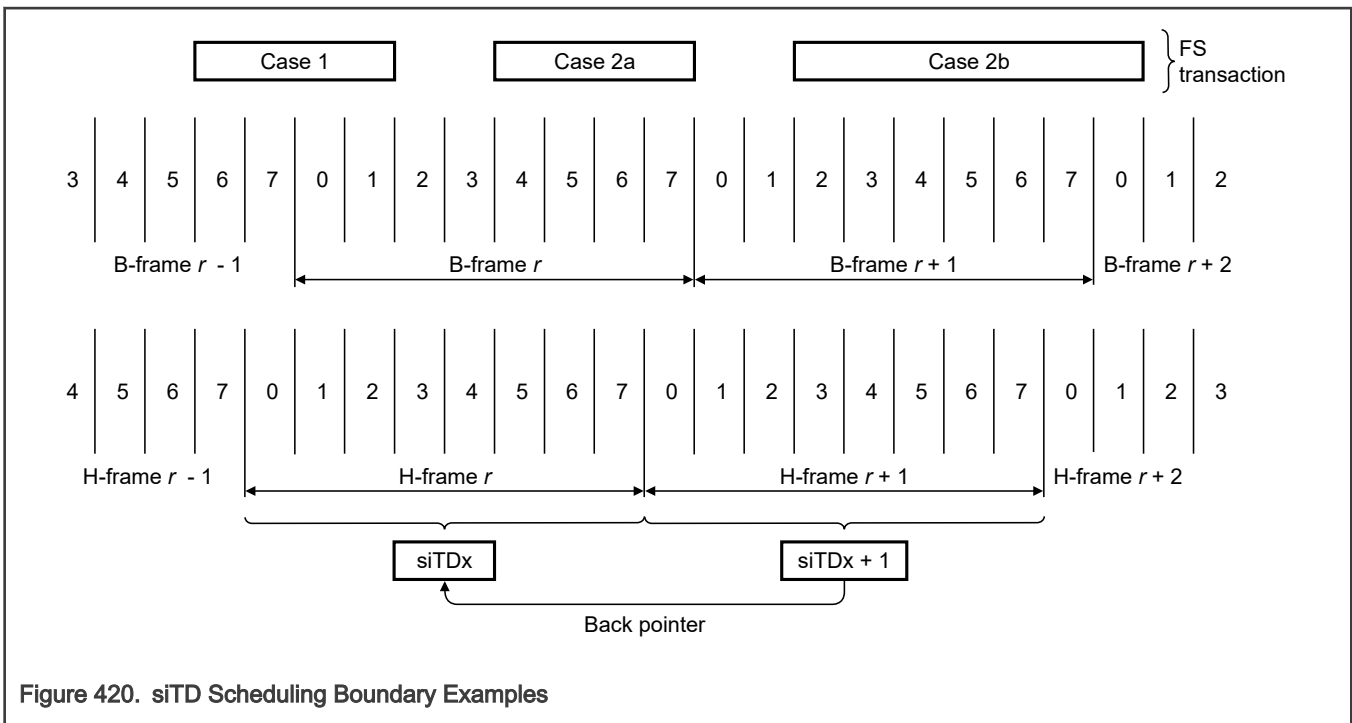 Case 1 Case 2a Case 2b FS
transaction
3 4 5 6 7 0 1 2 3 4 5 6 7 0 1 2 3 4 5 6 7 0 1 2
B-frame r - 1 B-frame r B-frame r + 1 B-frame r + 2
4 5 6 7 0 1 2 3 4 5 6 7 0 1 2 3 4 5 6 7 0 1 2 3
H-frame r - 1 H-frame r H-frame r + 1 H-frame r + 2
siTDx siTDx + 1
Back pointer
Figure 420. siTD Scheduling Boundary Examples